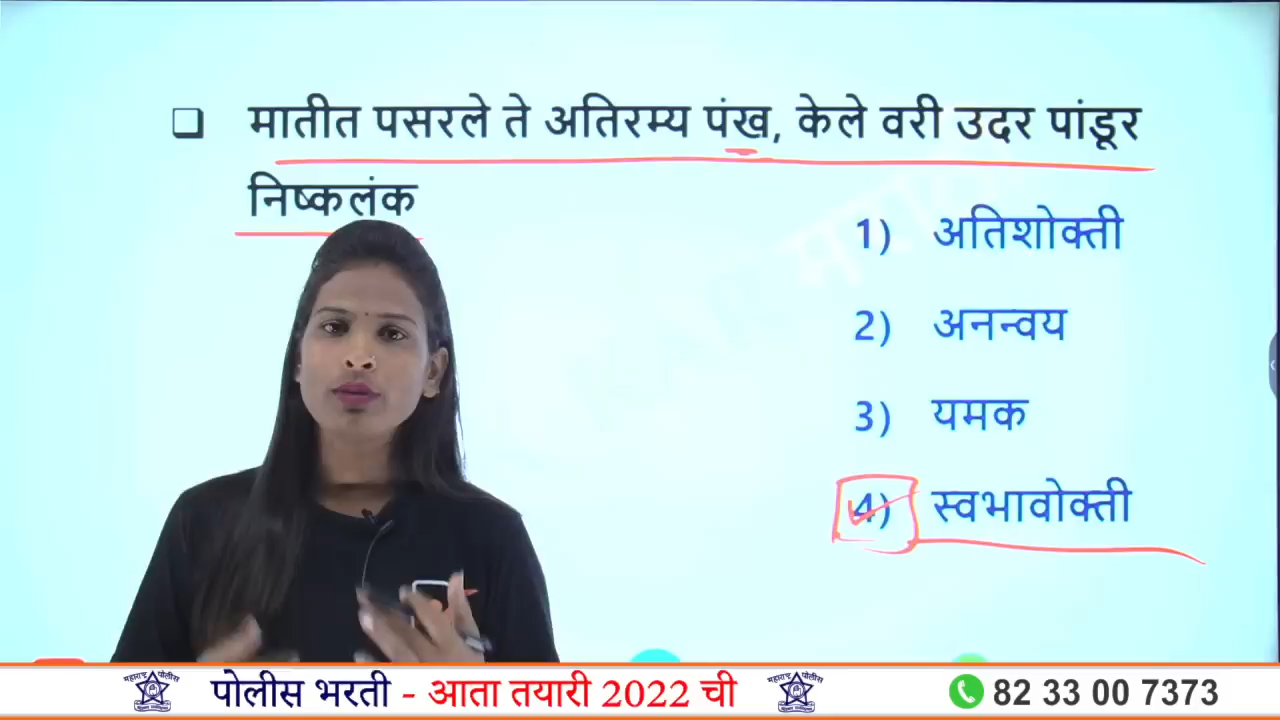 मातीत पसरले ते अतिरम्य पंख, केले वरी उदर पांडूर
निष्कलंक
1) अतिशोक्ती
2) अनन्वय
3) यमक
4) स्वभावोक्ती
पोलीस भरती - आता तयारी 2022 ची
82 33 00 7373